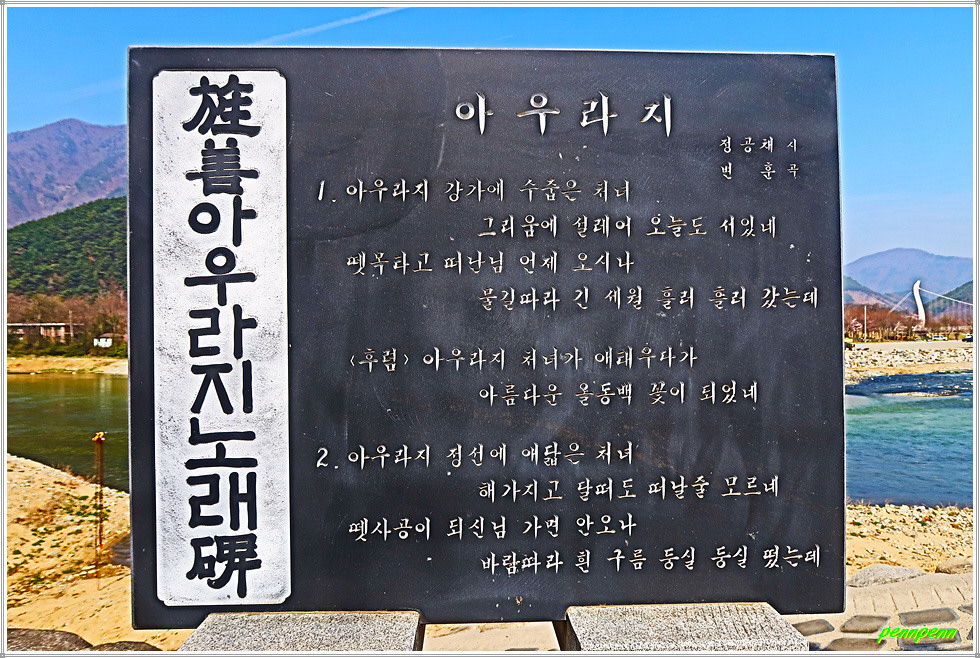 旌善아우라지노래碑
아우라지
정공채 시
변 훈 곡
1. 아우라지 강가에 수줍은 처녀
그리움에 설레어 오늘도 서있네
뗏목타고 떠난님 언제 오시나
물길따라 긴 세월 흘러 흘러 갔는데
<후렴> 아우라지 처녀가 애태우다가
아름다운 올동백 꽃이 되었네
2. 아우라지 정선에 애닯은 처녀
해가지고 달떠도 떠날줄 모르네
뗏사공이 되신님 가면 안오나
바람따라 흰 구름 둥실 둥실 떴는데
pennpenn